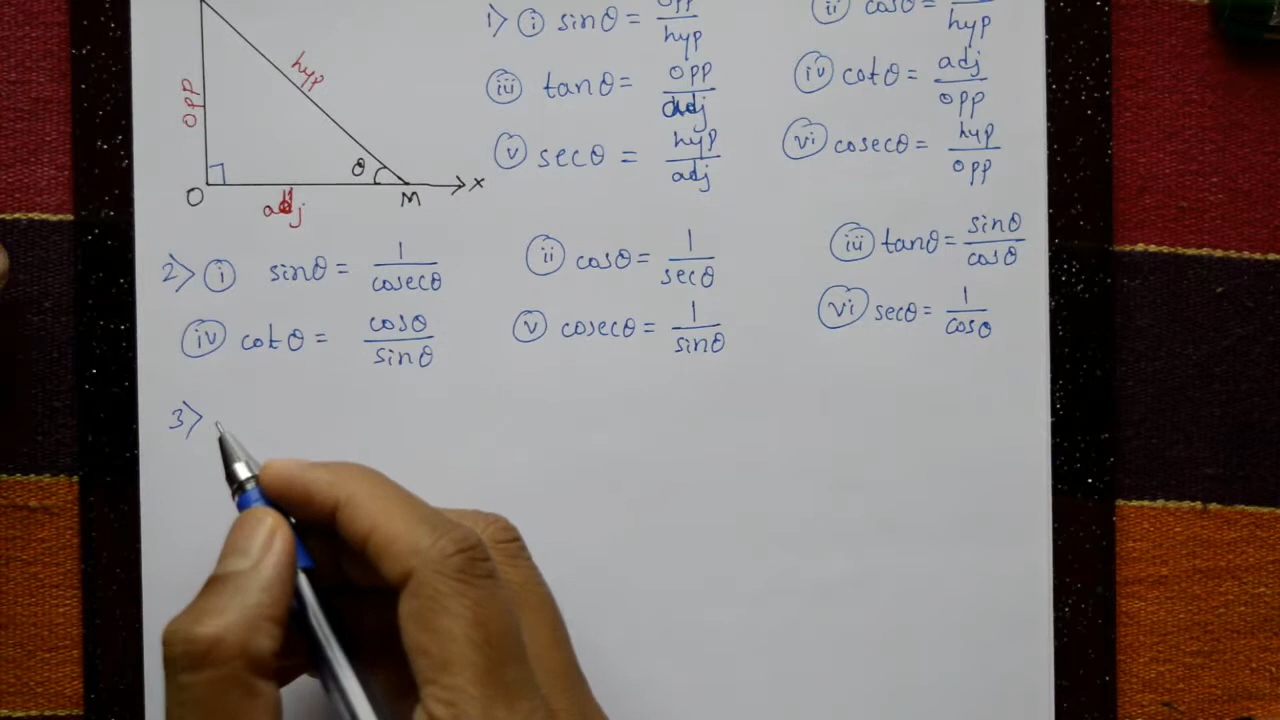 1) i sinθ = opp/hyp ii cosθ = /hyp
iii tanθ = opp/adj iv cotθ = adj/opp
v secθ = hyp/adj vi cosecθ = hyp/opp
opp
hyp
θ
O
adj
M
x
2) i sinθ = 1/cosecθ ii cosθ = 1/secθ iii tanθ = sinθ/cosθ
iv cotθ = cosθ/sinθ v cosecθ = 1/sinθ vi secθ = 1/cosθ
3)